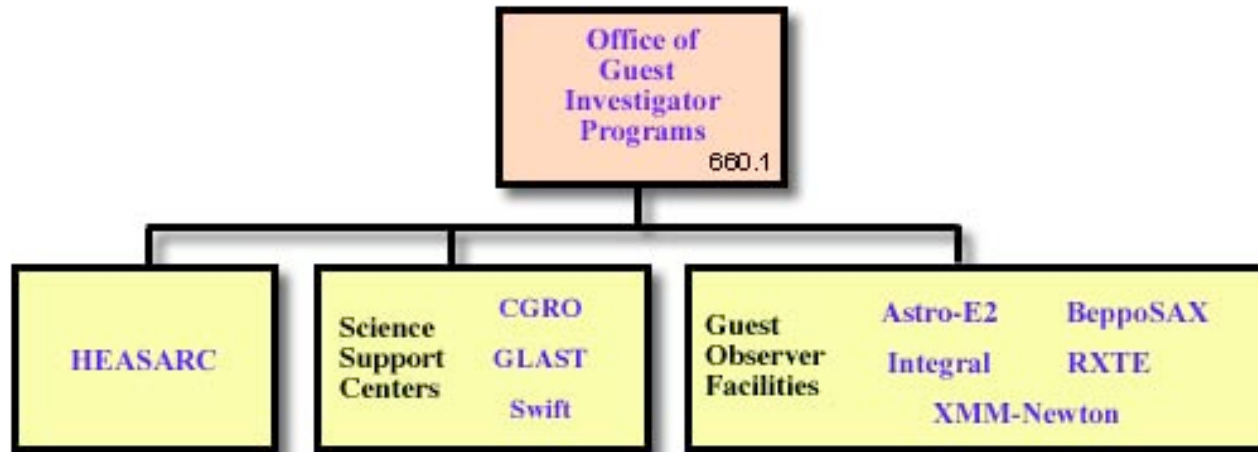 Office of
Guest
Investigator
Programs
660.1
HEASARC
Science
Support
Centers
CGRO
GLAST
Swift
Guest
Observer
Facilities
Astro-E2 BeppoSAX
Integral RXTE
XMM-Newton